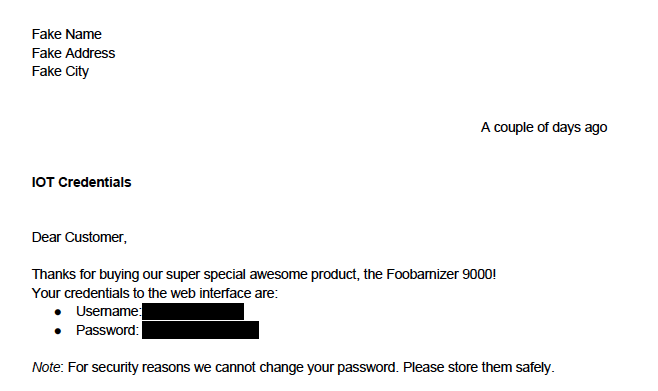 Fake Name
Fake Address
Fake City
A couple of days ago
IOT Credentials
Dear Customer,
Thanks for buying our super special awesome product, the Foobarnizer 9000!
Your credentials to the web interface are:
● Username:
● Password:
Note: For security reasons we cannot change your password. Please store them safely.